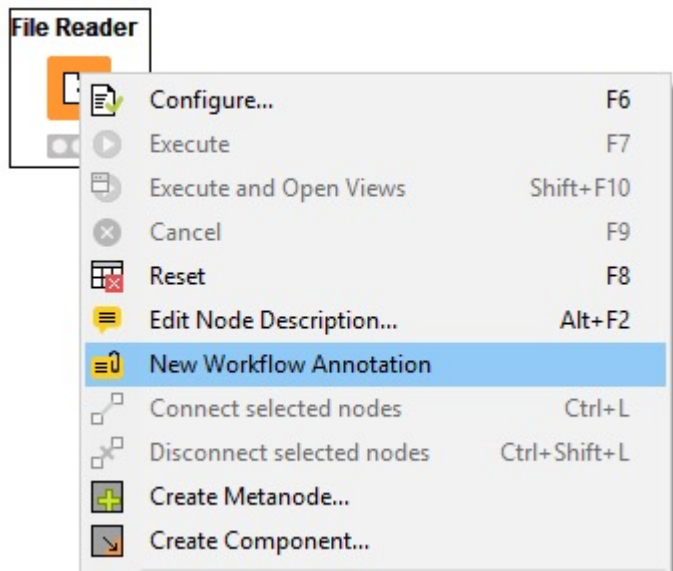 File Reader
Configure... F6
Execute F7
Execute and Open Views Shift+F10
Cancel F9
Reset F8
Edit Node Description... Alt+F2
New Workflow Annotation
Connect selected nodes Ctrl+L
Disconnect selected nodes Ctrl+Shift+L
Create Metanode...
Create Component...